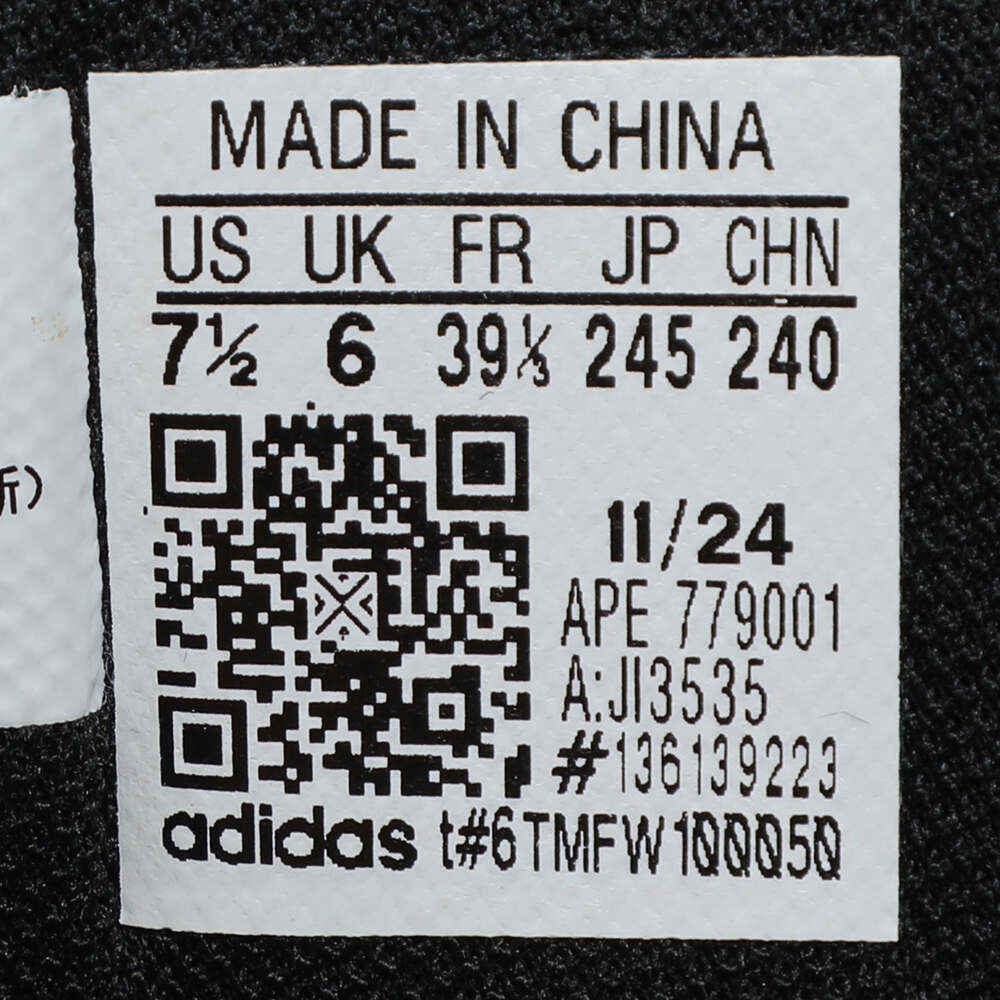 MADE IN CHINA
US UK FR JP CHN
7½ 6 39⅓ 245 240
11/24
APE 779001
A:JI3535
#136139223
adidas t#6TMFW100050